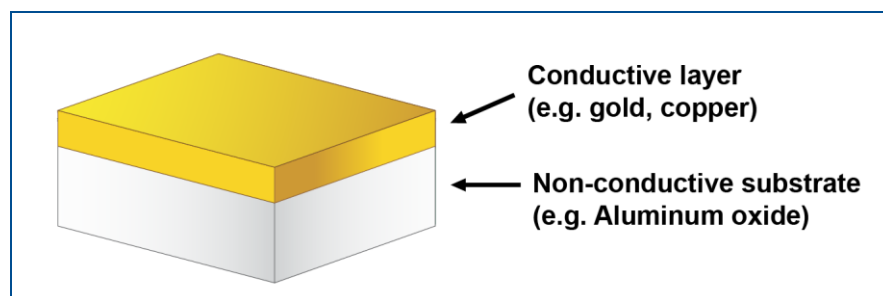 Conductive layer
(e.g. gold, copper)
Non-conductive substrate
(e.g. Aluminum oxide)